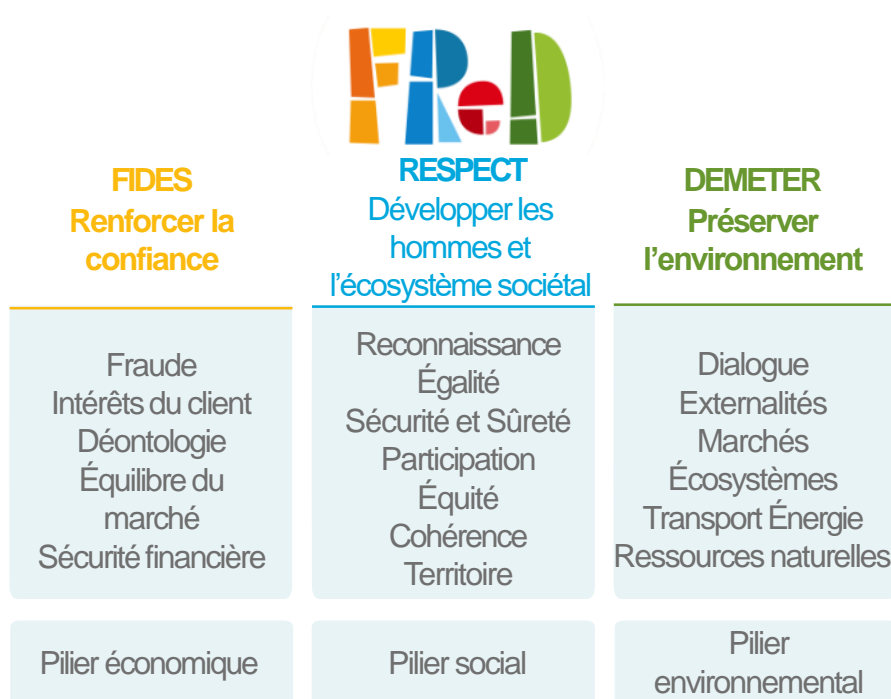 FReD
FIDES
Renforcer la
confiance
RESPECT
Développer les
hommes et
l'écosystème sociétal
DEMETER
Préserver
l'environnement
Fraude
Intérêts du client
Déontologie
Équilibre du
marché
Sécurité financière
Reconnaissance
Égalité
Sécurité et Sûreté
Participation
Équité
Cohérence
Territoire
Dialogue
Externalités
Marchés
Écosystèmes
Transport Énergie
Ressources naturelles
Pilier économique
Pilier social
Pilier
environnemental